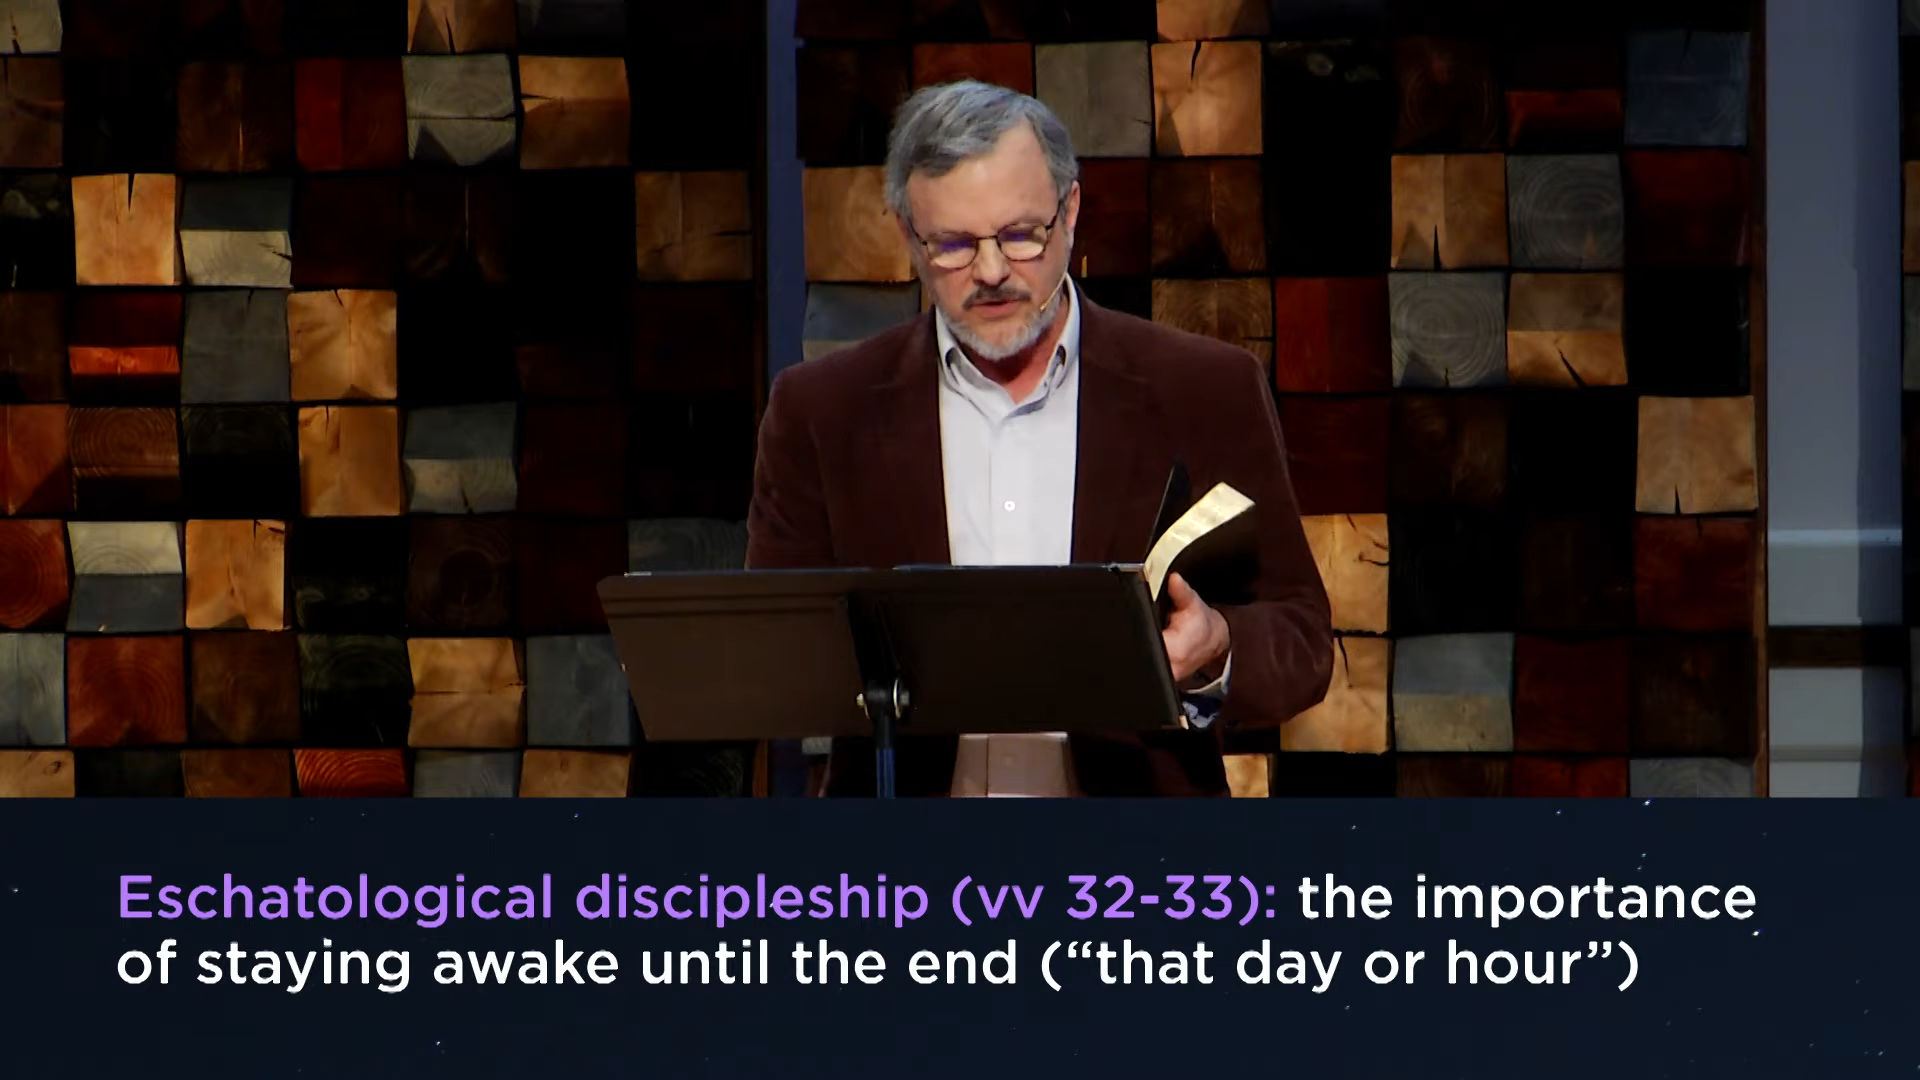 Eschatological discipleship (vv 32-33): the importance
of staying awake until the end (“that day or hour”)